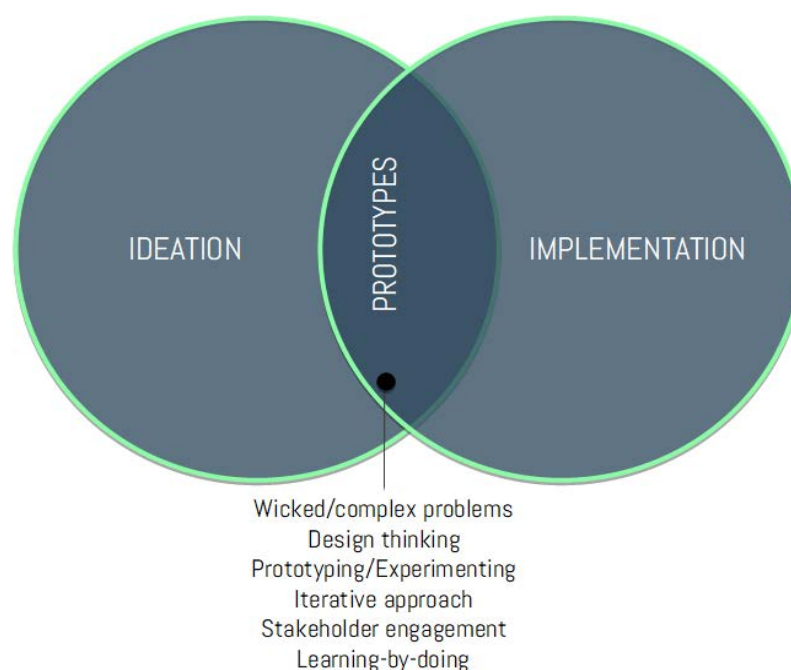 IDEATION
PROTOTYPES
IMPLEMENTATION
Wicked/complex problems
Design thinking
Prototyping/Experimenting
Iterative approach
Stakeholder engagement
Learning-by-doing